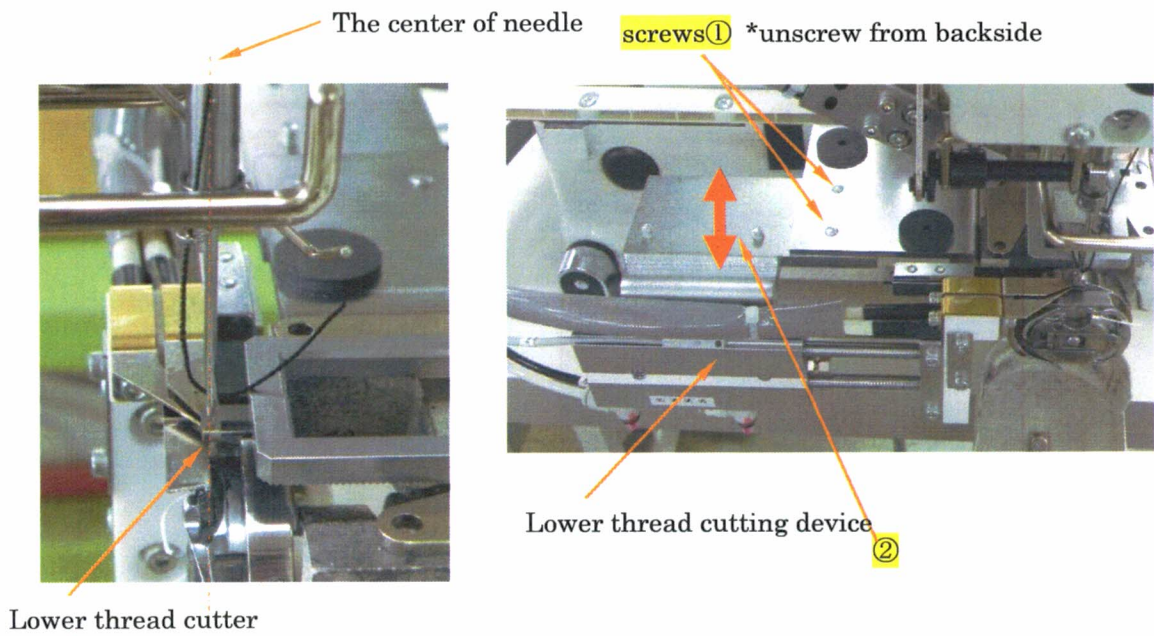 The center of needle
screws① *unscrew from backside
Lower thread cutting device
②
Lower thread cutter